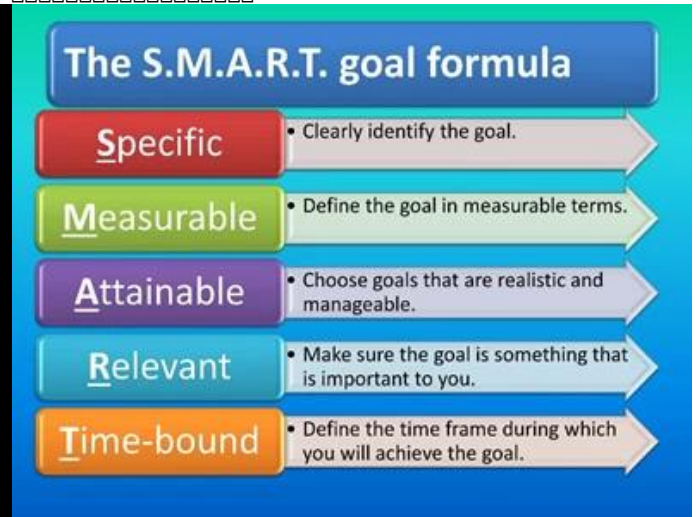 The S.M.A.R.T. goal formula
Specific
• Clearly identify the goal.
Measurable
• Define the goal in measurable terms.
Attainable
• Choose goals that are realistic and
manageable.
Relevant
• Make sure the goal is something that
is important to you.
Time-bound
• Define the time frame during which
you will achieve the goal.